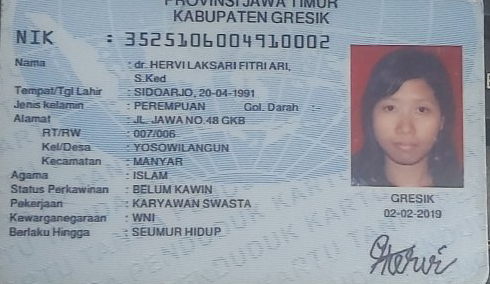 PROVINSI JAWA TIMUR
KABUPATEN GRESIK
NIK : 3525106004910002
Nama : dr. HERVI LAKSARI FITRI ARI,
S.Ked
Tempat/Tgl Lahir : SIDOARJO, 20-04-1991
Jenis kelamin : PEREMPUAN Gol. Darah :-
Alamat : JL. JAWA NO.48 GKB
RT/RW : 007/006
Kel/Desa : YOSOWILANGUN
Kecamatan : MANYAR
Agama : ISLAM
Status Perkawinan : BELUM KAWIN
Pekerjaan : KARYAWAN SWASTA
Kewarganegaraan : WNI
Berlaku Hingga : SEUMUR HIDUP
GRESIK
02-02-2019
Hervi